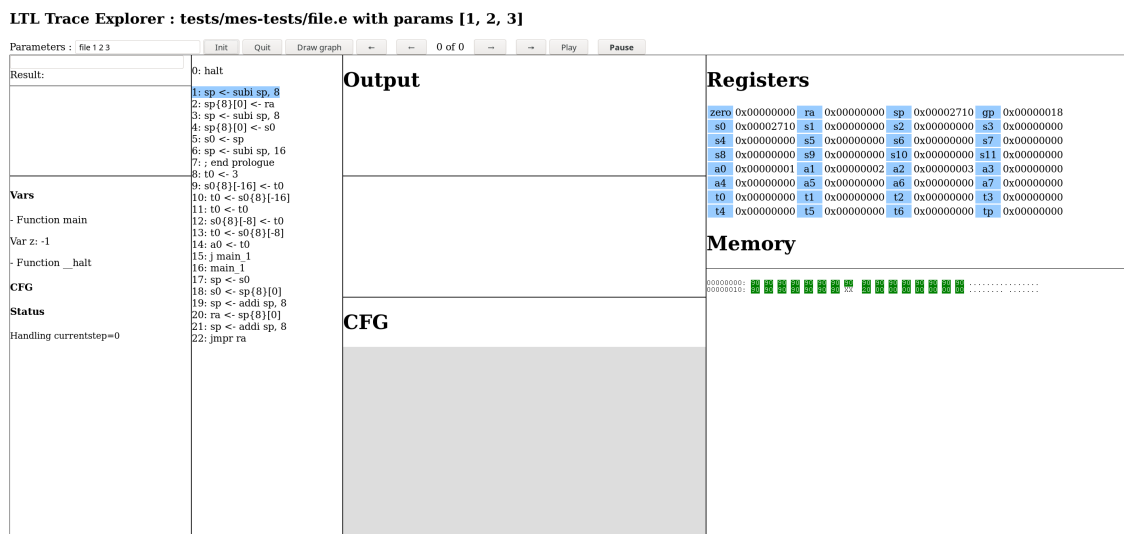 LTL Trace Explorer : tests/mes-tests/file.e with params [1, 2, 3]
Parameters : file 1 2 3 Init Quit Draw graph ← ← 0 of 0 → → Play Pause
Result:
Vars
- Function main
Var z: -1
- Function __halt
CFG
Status
Handling currentstep=0
0: halt
1: sp <- subi sp, 8
2: sp{8}[0] <- ra
3: sp <- subi sp, 8
4: sp{8}[0] <- s0
5: s0 <- sp
6: sp <- subi sp, 16
7: ; end prologue
8: t0 <- 3
9: s0{8}[-16] <- t0
10: t0 <- s0{8}[-16]
11: t0 <- t0
12: s0{8}[-8] <- t0
13: t0 <- s0{8}[-8]
14: a0 <- t0
15: j main_1
16: main_1
17: sp <- s0
18: s0 <- sp{8}[0]
19: sp <- addi sp, 8
20: ra <- sp{8}[0]
21: sp <- addi sp, 8
22: jmpr ra
Output
CFG
Registers
zero 0x00000000 ra 0x00000000 sp 0x00002710 gp 0x00000018
s0 0x00002710 s1 0x00000000 s2 0x00000000 s3 0x00000000
s4 0x00000000 s5 0x00000000 s6 0x00000000 s7 0x00000000
s8 0x00000000 s9 0x00000000 s10 0x00000000 s11 0x00000000
a0 0x00000001 a1 0x00000002 a2 0x00000003 a3 0x00000000
a4 0x00000000 a5 0x00000000 a6 0x00000000 a7 0x00000000
t0 0x00000000 t1 0x00000000 t2 0x00000000 t3 0x00000000
t4 0x00000000 t5 0x00000000 t6 0x00000000 tp 0x00000000
Memory
00000000:
00000010: